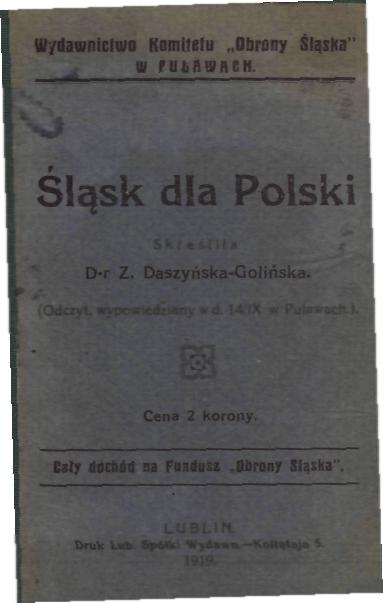 Wydawnictwo Komitetu „Obrony Śląska"
W PUŁAWACH.
Śląsk dla Polski
Skreśliła
D-r Z. Daszyńska-Golińska.
(Odczyt, wypowiedziany w d. 14/IX w Puławach.).
Cena 2 korony.
Cały dochód na Fundusz „Obrony Śląska".
LUBLIN.
Druk Lub. Spółki Wydawn.—Kołłątaja 5.
1919.